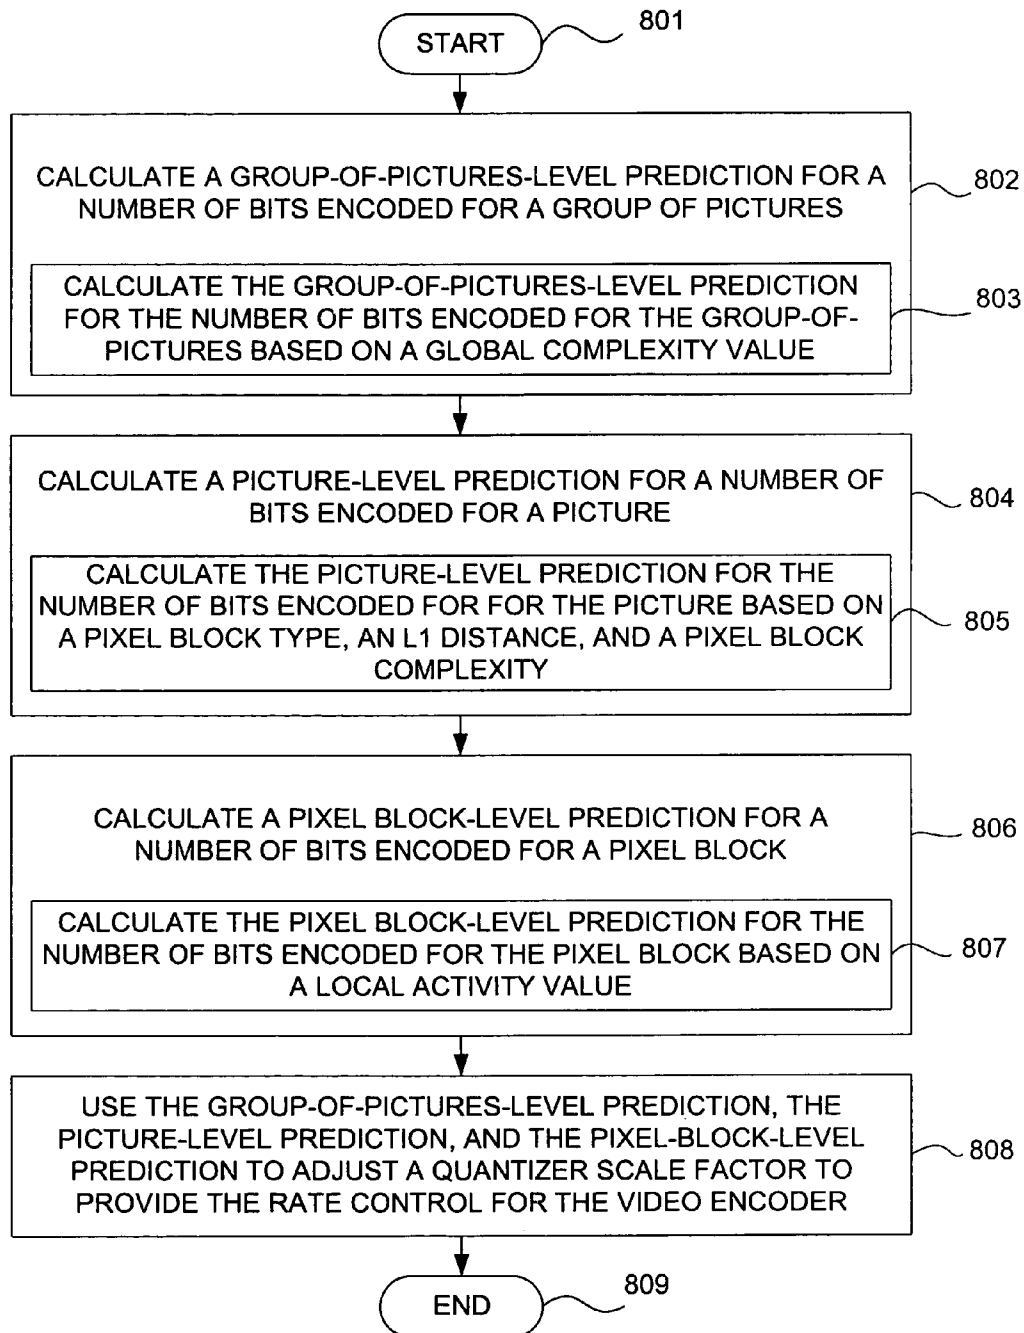 START
801
CALCULATE A GROUP-OF-PICTURES-LEVEL PREDICTION FOR A
NUMBER OF BITS ENCODED FOR A GROUP OF PICTURES
802
CALCULATE THE GROUP-OF-PICTURES-LEVEL PREDICTION
FOR THE NUMBER OF BITS ENCODED FOR THE GROUP-OF-
PICTURES BASED ON A GLOBAL COMPLEXITY VALUE
803
CALCULATE A PICTURE-LEVEL PREDICTION FOR A NUMBER OF
BITS ENCODED FOR A PICTURE
804
CALCULATE THE PICTURE-LEVEL PREDICTION FOR THE
NUMBER OF BITS ENCODED FOR FOR THE PICTURE BASED ON
A PIXEL BLOCK TYPE, AN L1 DISTANCE, AND A PIXEL BLOCK
COMPLEXITY
805
CALCULATE A PIXEL BLOCK-LEVEL PREDICTION FOR A
NUMBER OF BITS ENCODED FOR A PIXEL BLOCK
806
CALCULATE THE PIXEL BLOCK-LEVEL PREDICTION FOR THE
NUMBER OF BITS ENCODED FOR THE PIXEL BLOCK BASED ON
A LOCAL ACTIVITY VALUE
807
USE THE GROUP-OF-PICTURES-LEVEL PREDICTION, THE
PICTURE-LEVEL PREDICTION, AND THE PIXEL-BLOCK-LEVEL
PREDICTION TO ADJUST A QUANTIZER SCALE FACTOR TO
PROVIDE THE RATE CONTROL FOR THE VIDEO ENCODER
808
END
809